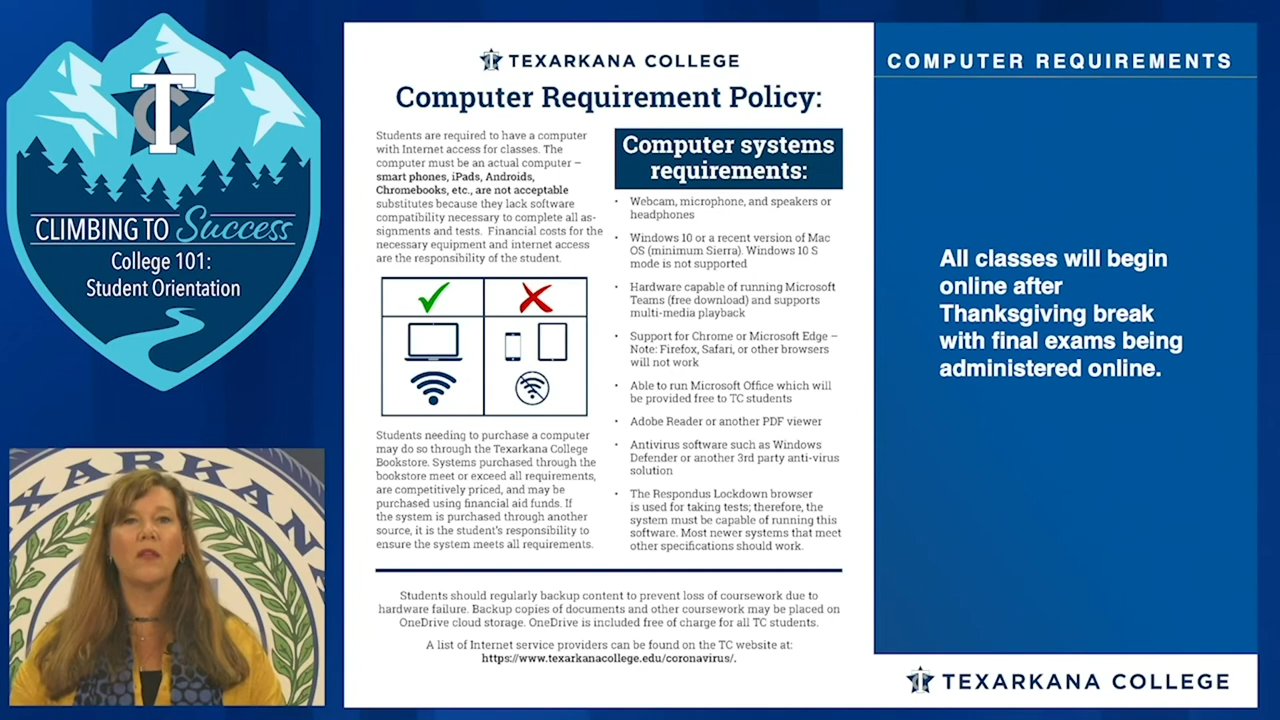 TC
CLIMBING TO Success
College 101:
Student Orientation
XARKANA
TEXARKANA COLLEGE
Computer Requirement Policy:
Students are required to have a computer
with Internet access for classes. The
computer must be an actual computer –
smart phones, iPads, Androids,
Chromebooks, etc., are not acceptable
substitutes because they lack software
compatibility necessary to complete all as-
signments and tests. Financial costs for the
necessary equipment and internet access
are the responsibility of the student.
Students needing to purchase a computer
may do so through the Texarkana College
Bookstore. Systems purchased through the
bookstore meet or exceed all requirements,
are competitively priced, and may be
purchased using financial aid funds. If
the system is purchased through another
source, it is the student's responsibility to
ensure the system meets all requirements.
Computer systems
requirements:
• Webcam, microphone, and speakers or
headphones
• Windows 10 or a recent version of Mac
OS (minimum Sierra). Windows 10 S
mode is not supported
• Hardware capable of running Microsoft
Teams (free download) and supports
multi-media playback
• Support for Chrome or Microsoft Edge –
Note: Firefox, Safari, or other browsers
will not work
• Able to run Microsoft Office which will
be provided free to TC students
• Adobe Reader or another PDF viewer
• Antivirus software such as Windows
Defender or another 3rd party anti-virus
solution
• The Respondus Lockdown browser
is used for taking tests; therefore, the
system must be capable of running this
software. Most newer systems that meet
other specifications should work.
Students should regularly backup content to prevent loss of coursework due to
hardware failure. Backup copies of documents and other coursework may be placed on
OneDrive cloud storage. OneDrive is included free of charge for all TC students.
A list of Internet service providers can be found on the TC website at:
https://www.texarkanacollege.edu/coronavirus/.
COMPUTER REQUIREMENTS
All classes will begin
online after
Thanksgiving break
with final exams being
administered online.
TEXARKANA COLLEGE